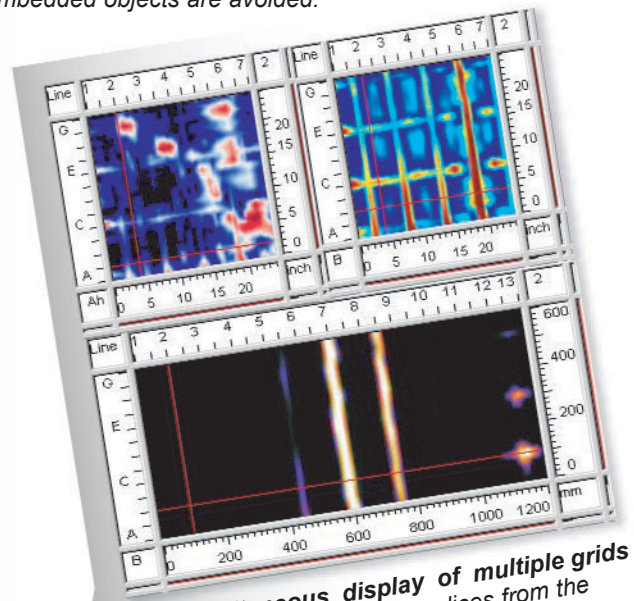 embedded objects are avoided.
Line 1 2 3 4 5 6 7 2
G
E
C
A
20
15
10
5
0
Ah 0 5 10 15 20 inch
Line 1 2 3 4 5 6 7 2
G
E
C
A
20
15
10
5
0
B 0 5 10 15 20 inch
Line 1 2 3 4 5 6 7 8 9 10 11 12 13 2
G
E
C
A
600
400
200
0
B 0 200 400 600 800 1000 1200 mm
display of multiple grids
slices from the